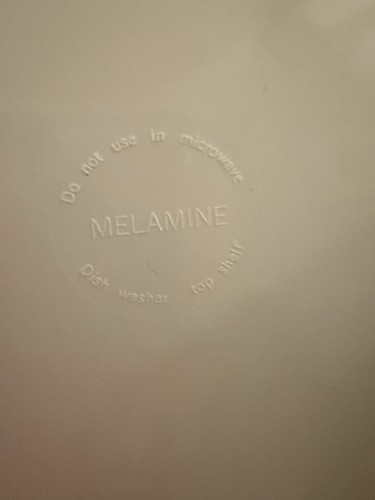 Do not use in microwave
MELAMINE
Dish washer . top shelf